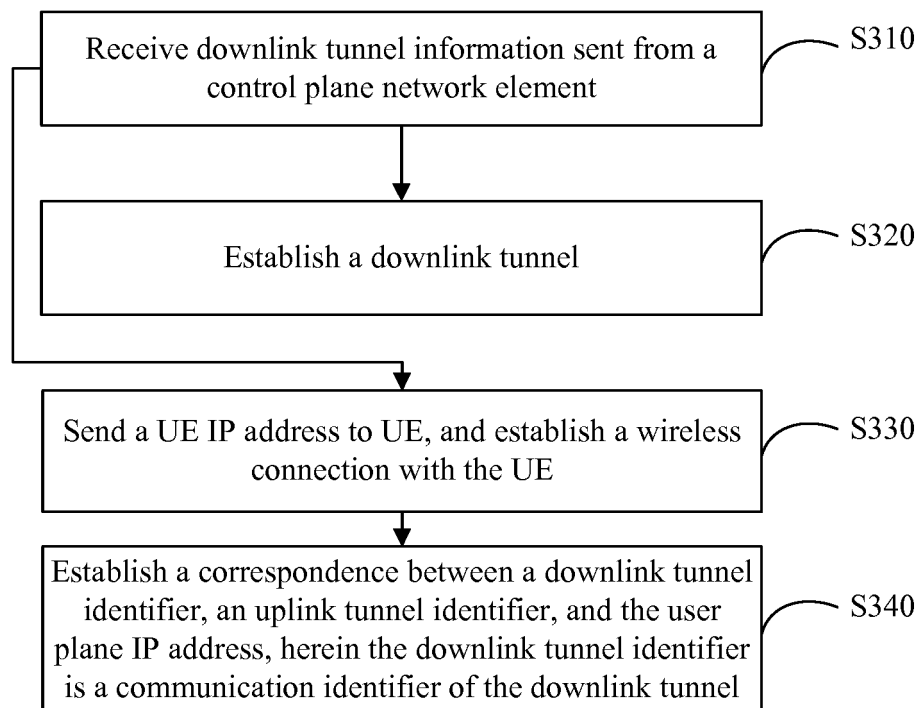 Receive downlink tunnel information sent from a
control plane network element
S310
Establish a downlink tunnel
S320
Send a UE IP address to UE, and establish a wireless
connection with the UE
S330
Establish a correspondence between a downlink tunnel
identifier, an uplink tunnel identifier, and the user
plane IP address, herein the downlink tunnel identifier
is a communication identifier of the downlink tunnel
S340